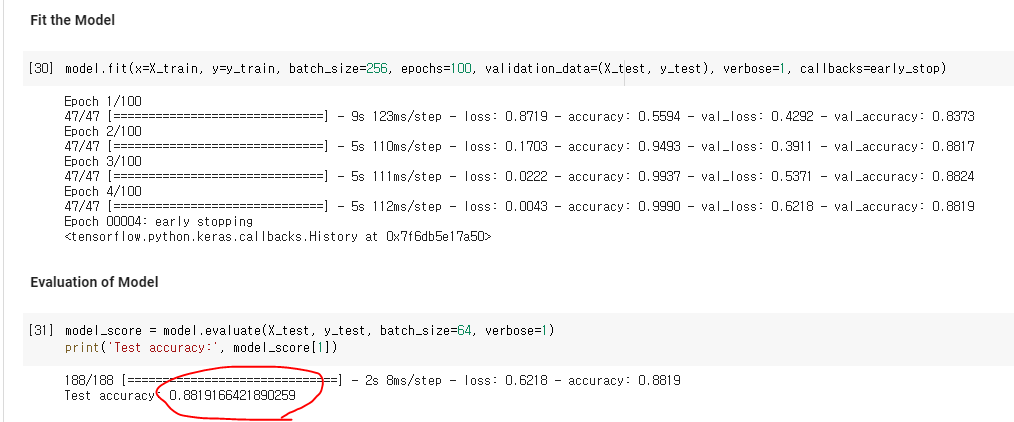 Fit the Model
[30] model.fit(x=X_train, y=y_train, batch_size=256, epochs=100, validation_data=(X_test, y_test), verbose=1, callbacks=early_stop)
Epoch 1/100
47/47 [==============================] - 9s 123ms/step - loss: 0.8719 - accuracy: 0.5594 - val_loss: 0.4292 - val_accuracy: 0.8373
Epoch 2/100
47/47 [==============================] - 5s 110ms/step - loss: 0.1703 - accuracy: 0.9493 - val_loss: 0.3911 - val_accuracy: 0.8817
Epoch 3/100
47/47 [==============================] - 5s 111ms/step - loss: 0.0222 - accuracy: 0.9937 - val_loss: 0.5371 - val_accuracy: 0.8824
Epoch 4/100
47/47 [==============================] - 5s 112ms/step - loss: 0.0043 - accuracy: 0.9990 - val_loss: 0.6218 - val_accuracy: 0.8819
Epoch 00004: early stopping
<tensorflow.python.keras.callbacks.History at 0x7f6db5e17a50>
Evaluation of Model
[31] model_score = model.evaluate(X_test, y_test, batch_size=64, verbose=1)
print('Test accuracy:', model_score[1])
188/188 [==============================] - 2s 8ms/step - loss: 0.6218 - accuracy: 0.8819
Test accuracy: 0.8819166421890259